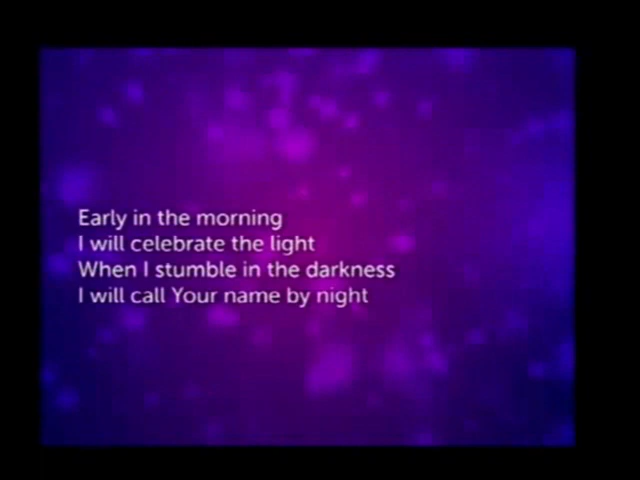 Early in the morning
I will celebrate the light
When I stumble in the darkness
I will call Your name by night